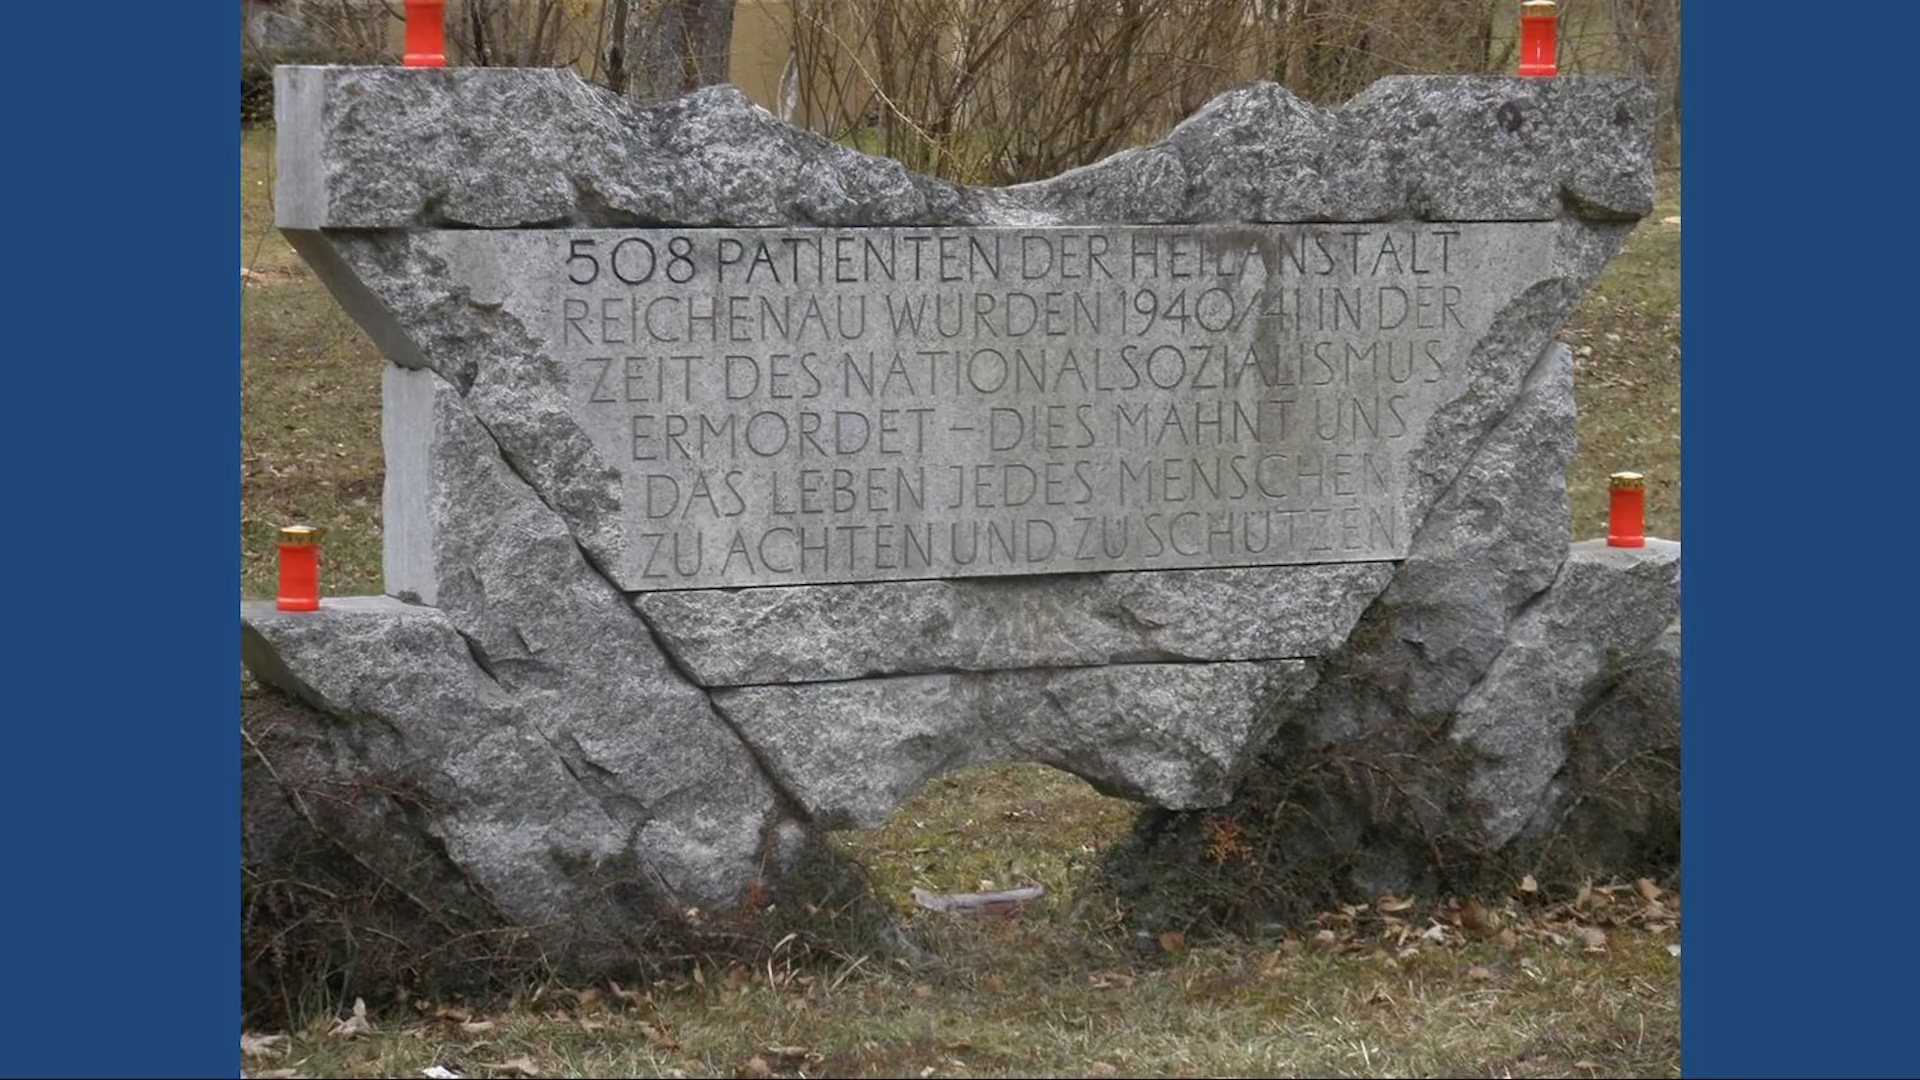 508 PATIENTEN DER HEILANSTALT
REICHENAU WURDEN 1940/41 IN DER
ZEIT DES NATIONALSOZIALISMUS
ERMORDET – DIES MAHNT UNS
DAS LEBEN JEDES MENSCHEN
ZU ACHTEN UND ZU SCHÜTZEN